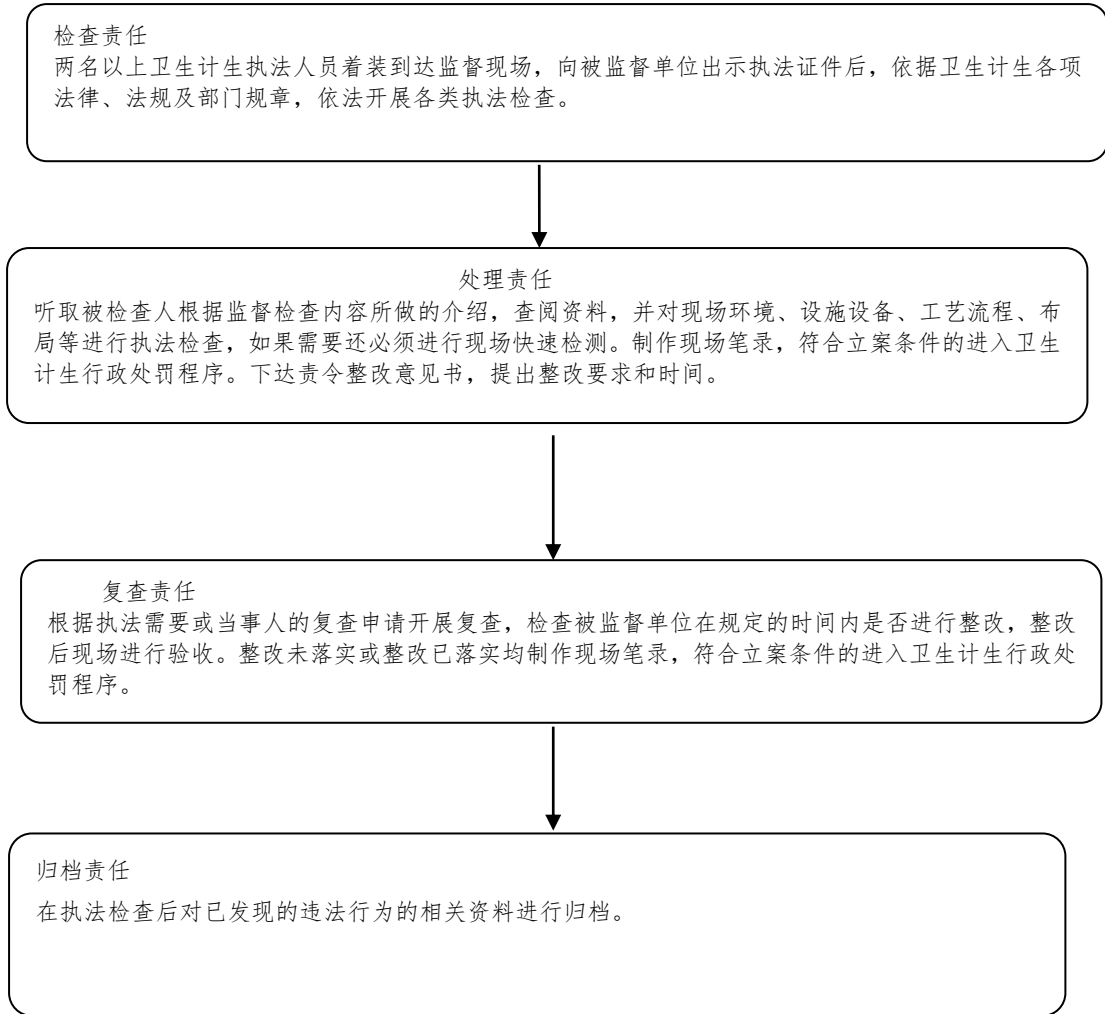 检查责任
两名以上卫生计生执法人员着装到达监督现场，向被监督单位出示执法证件后，依据卫生计生各项
法律、法规及部门规章，依法开展各类执法检查。
处理责任
听取被检查人根据监督检查内容所做的介绍，查阅资料，并对现场环境、设施设备、工艺流程、布
局等进行执法检查，如果需要还必须进行现场快速检测。制作现场笔录，符合立案条件的进入卫生
计生行政处罚程序。下达责令整改意见书，提出整改要求和时间。
复查责任
根据执法需要或当事人的复查申请开展复查，检查被监督单位在规定的时间内是否进行整改，整改
后现场进行验收。整改未落实或整改已落实均制作现场笔录，符合立案条件的进入卫生计生行政处
罚程序。
归档责任
在执法检查后对已发现的违法行为的相关资料进行归档。